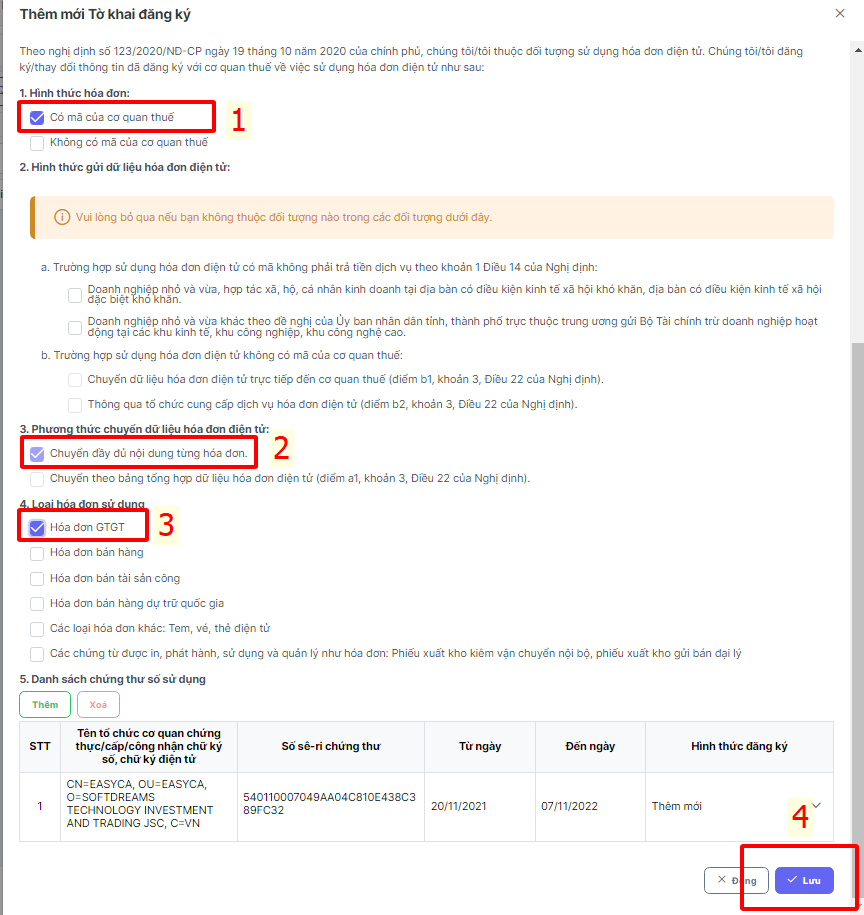 Thêm mới Tờ khai đăng ký
Theo nghị định số 123/2020/NĐ-CP ngày 19 tháng 10 năm 2020 của chính phủ, chúng tôi/tôi thuộc đối tượng sử dụng hóa đơn điện tử. Chúng tôi/tôi đăng
ký/thay đổi thông tin đã đăng ký với cơ quan thuế về việc sử dụng hóa đơn điện tử như sau:
1. Hình thức hóa đơn:
Có mã của cơ quan thuế
1
Không có mã của cơ quan thuế
2. Hình thức gửi dữ liệu hóa đơn điện tử:
Vui lòng bỏ qua nếu bạn không thuộc đối tượng nào trong các đối tượng dưới đây.
a. Trường hợp sử dụng hóa đơn điện tử có mã không phải trả tiền dịch vụ theo khoản 1 Điều 14 của Nghị định:
Doanh nghiệp nhỏ và vừa, hợp tác xã, hộ, cá nhân kinh doanh tại địa bàn có điều kiện kinh tế xã hội khó khăn, địa bàn có điều kiện kinh tế xã hội
đặc biệt khó khăn.
Doanh nghiệp nhỏ và vừa khác theo đề nghị của Ủy ban nhân dân tỉnh, thành phố trực thuộc trung ương gửi Bộ Tài chính trừ doanh nghiệp hoạt
động tại các khu kinh tế, khu công nghiệp, khu công nghệ cao.
b. Trường hợp sử dụng hóa đơn điện tử không có mã của cơ quan thuế:
Chuyển dữ liệu hóa đơn điện tử trực tiếp đến cơ quan thuế (điểm b1, khoản 3, Điều 22 của Nghị định).
Thông qua tổ chức cung cấp dịch vụ hóa đơn điện tử (điểm b2, khoản 3, Điều 22 của Nghị định).
3. Phương thức chuyển dữ liệu hóa đơn điện tử:
Chuyển đầy đủ nội dung từng hóa đơn.
2
Chuyển theo bảng tổng hợp dữ liệu hóa đơn điện tử (điểm a1, khoản 3, Điều 22 của Nghị định).
4. Loại hóa đơn sử dụng
Hóa đơn GTGT
3
Hóa đơn bán hàng
Hóa đơn bán tài sản công
Hóa đơn bán hàng dự trữ quốc gia
Các loại hóa đơn khác: Tem, vé, thẻ điện tử
Các chứng từ được in, phát hành, sử dụng và quản lý như hóa đơn: Phiếu xuất kho kiêm vận chuyển nội bộ, phiếu xuất kho gửi bán đại lý
5. Danh sách chứng thư số sử dụng
Thêm Xoá
STT Tên tổ chức cơ quan chứng thực/cấp/công nhận chữ ký số, chữ ký điện tử Số sê-ri chứng thư Từ ngày Đến ngày Hình thức đăng ký
1 CN=EASYCA, OU=EASYCA, O=SOFTDREAMS TECHNOLOGY INVESTMENT AND TRADING JSC, C=VN 540110007049AA04C810E438C389FC32 20/11/2021 07/11/2022 Thêm mới
4
Đóng Lưu